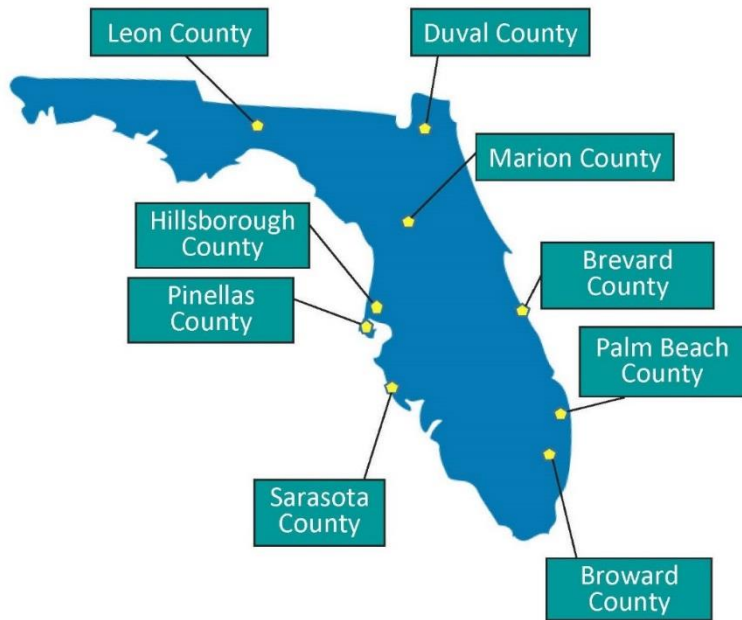 Leon County
Duval County
Marion County
Hillsborough
County
Pinellas
County
Brevard
County
Palm Beach
County
Sarasota
County
Broward
County